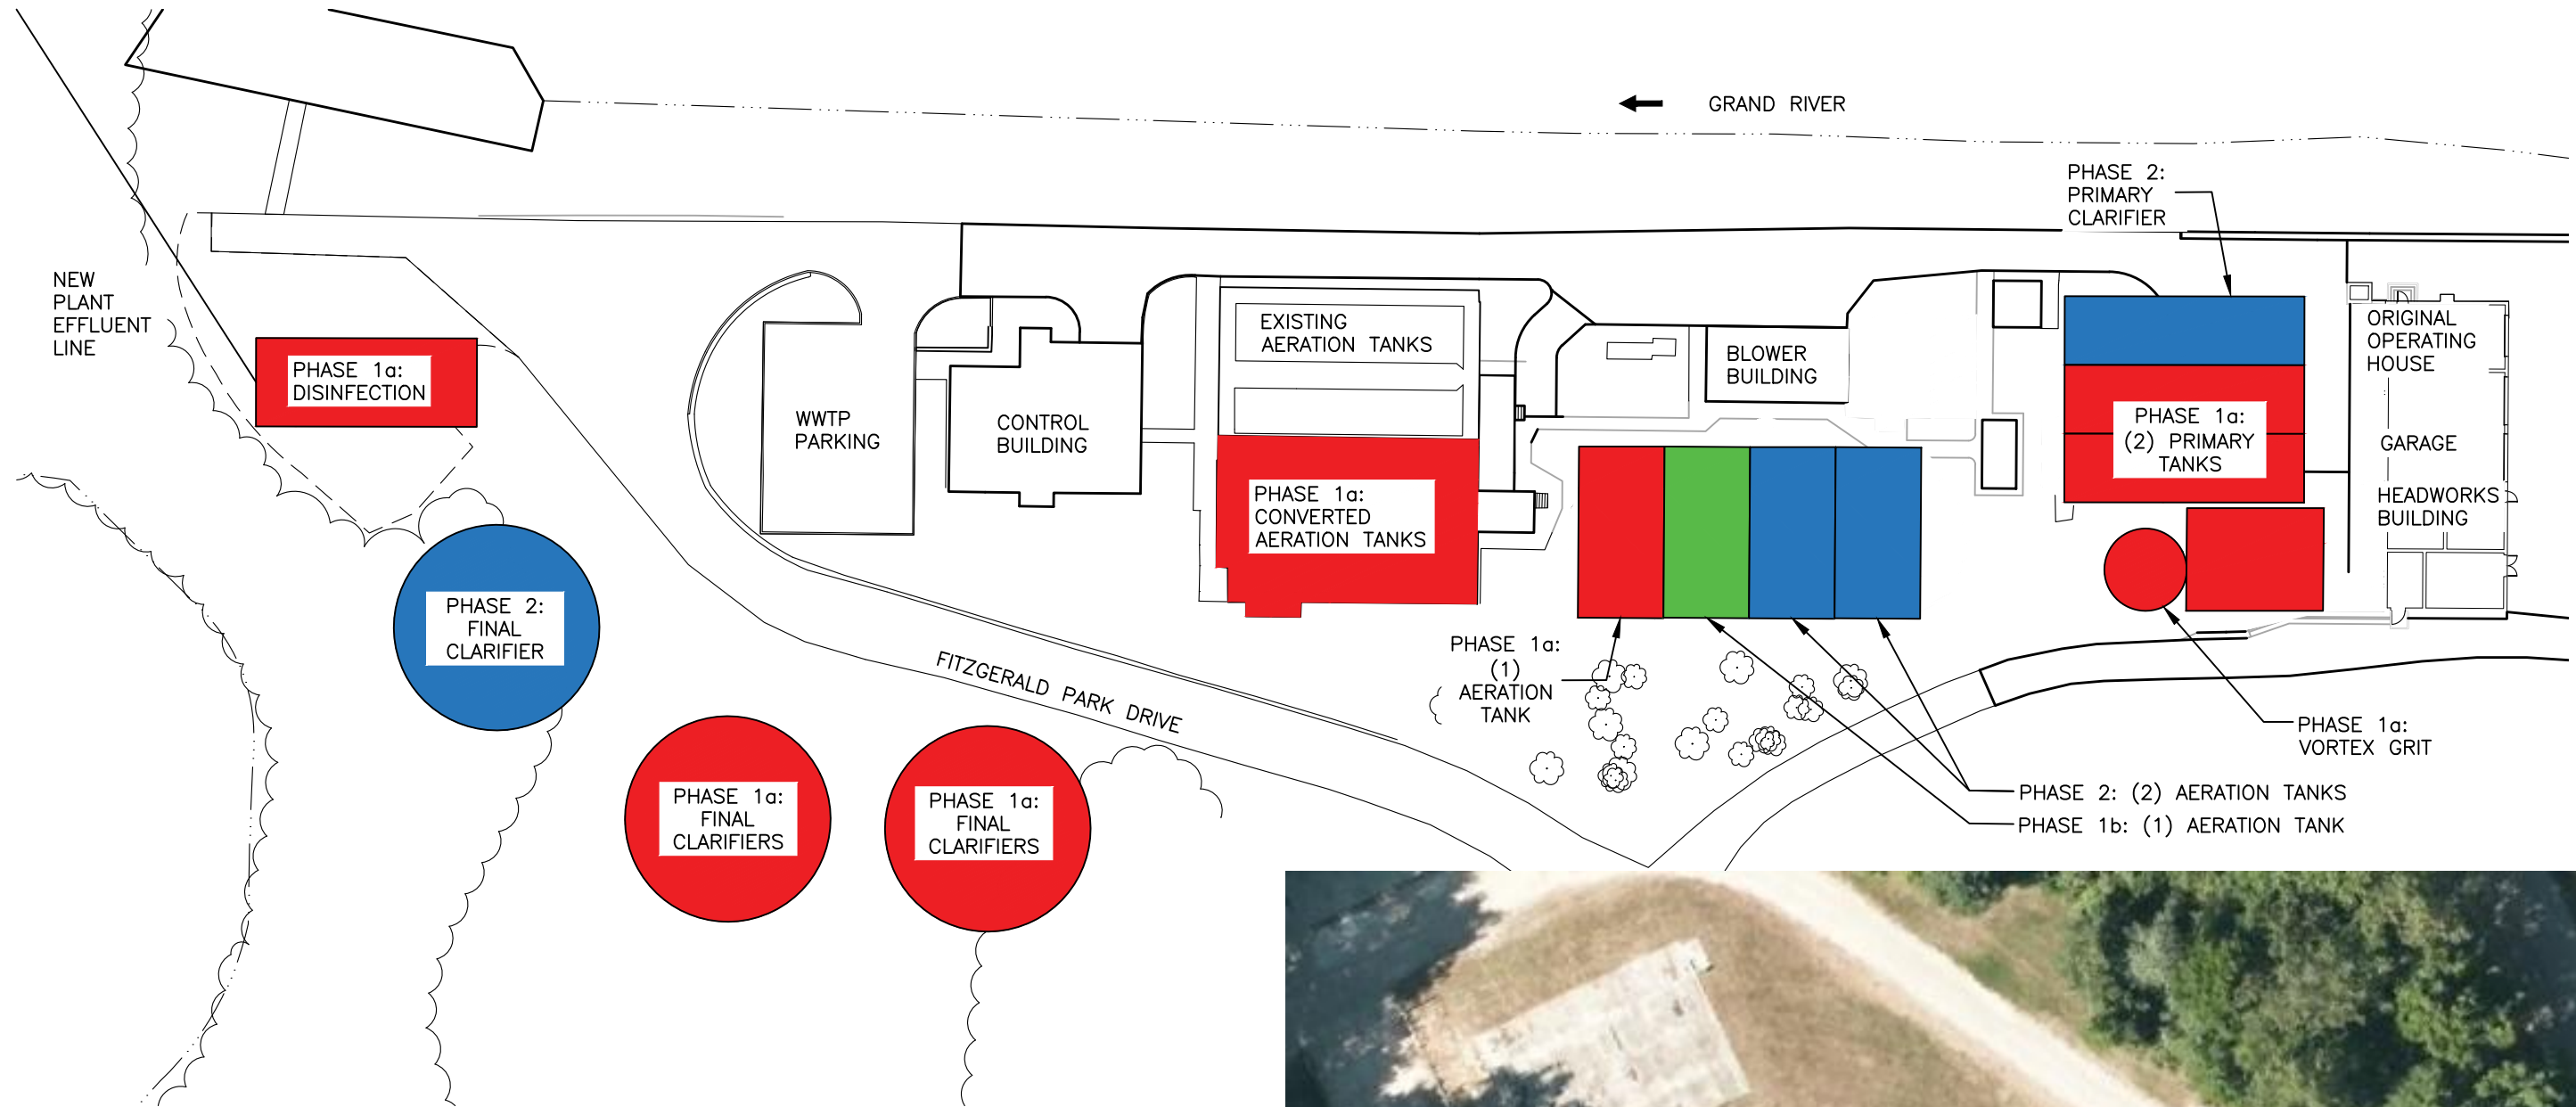 GRAND RIVER
PHASE 2:
PRIMARY
CLARIFIER
NEW
PLANT
EFFLUENT
LINE
PHASE 1a:
DISINFECTION
WWTP
PARKING
CONTROL
BUILDING
EXISTING
AERATION TANKS
PHASE 1a:
CONVERTED
AERATION TANKS
BLOWER
BUILDING
PHASE 1a:
(2) PRIMARY
TANKS
ORIGINAL
OPERATING
HOUSE
GARAGE
HEADWORKS
BUILDING
PHASE 2:
FINAL
CLARIFIER
FITZGERALD PARK DRIVE
PHASE 1a:
(1)
AERATION
TANK
PHASE 1a:
VORTEX GRIT
PHASE 1a:
FINAL
CLARIFIERS
PHASE 1a:
FINAL
CLARIFIERS
PHASE 2: (2) AERATION TANKS
PHASE 1b: (1) AERATION TANK